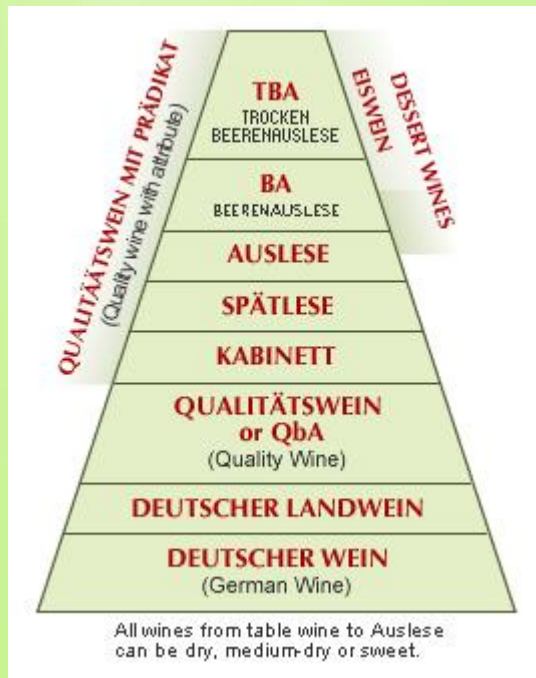 QUALITÄÄTSWEIN MIT PRÄDIKAT
(Quality wine with attribute)
TBA
TROCKEN
BEERENAUSLESE
EISWEIN
DESSERT WINES
BA
BEERENAUSLESE
AUSLESE
SPÄTLESE
KABINETT
QUALITÄTSWEIN
or QbA
(Quality Wine)
DEUTSCHER LANDWEIN
DEUTSCHER WEIN
(German Wine)
All wines from table wine to Auslese
can be dry, medium-dry or sweet.